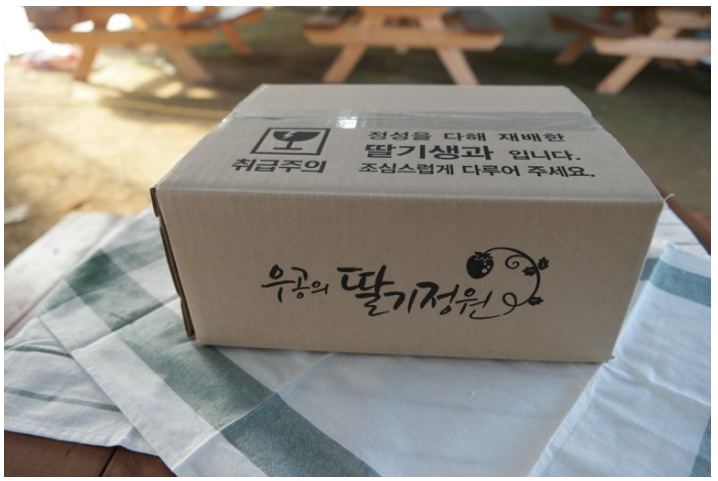 취급주의
정성을 다해 재배한
딸기생과 입니다.
조심스럽게 다루어 주세요.
우공의 딸기정원